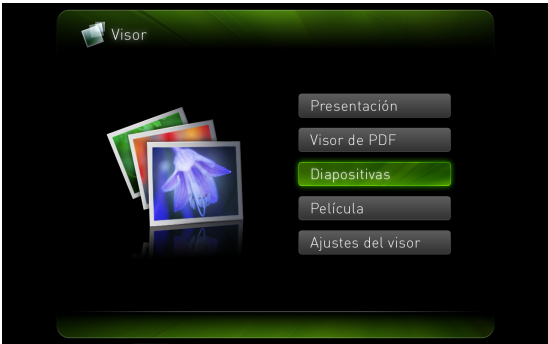 Visor
Presentación
Visor de PDF
Diapositivas
Película
Ajustes del visor